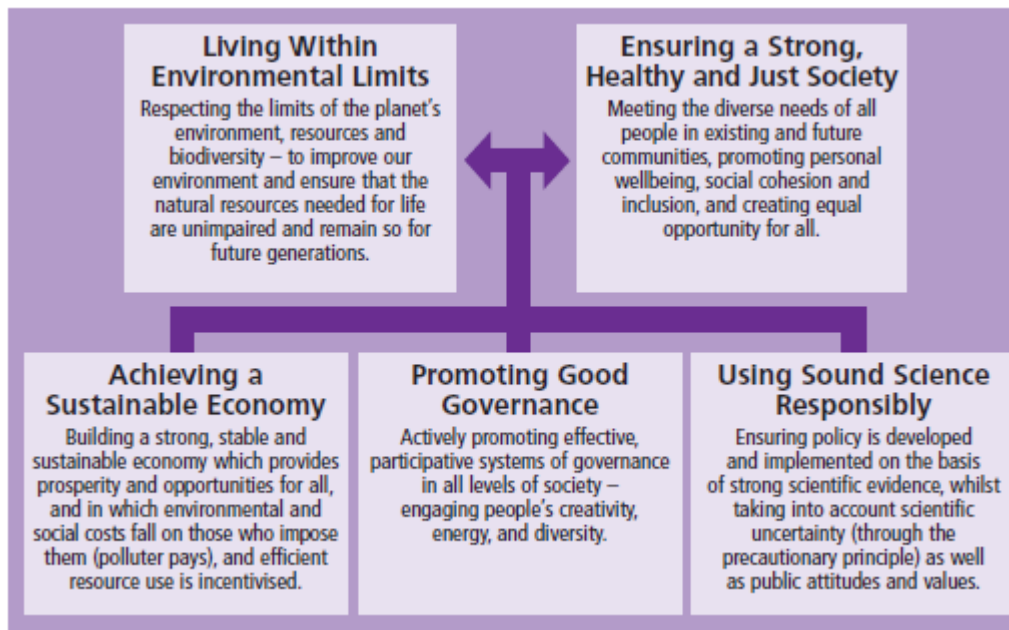 Living Within
Environmental Limits
Respecting the limits of the planet’s
environment, resources and
biodiversity – to improve our
environment and ensure that the
natural resources needed for life
are unimpaired and remain so for
future generations.
Ensuring a Strong,
Healthy and Just Society
Meeting the diverse needs of all
people in existing and future
communities, promoting personal
wellbeing, social cohesion and
inclusion, and creating equal
opportunity for all.
Achieving a
Sustainable Economy
Building a strong, stable and
sustainable economy which provides
prosperity and opportunities for all,
and in which environmental and
social costs fall on those who impose
them (polluter pays), and efficient
resource use is incentivised.
Promoting Good
Governance
Actively promoting effective,
participative systems of governance
in all levels of society –
engaging people’s creativity,
energy, and diversity.
Using Sound Science
Responsibly
Ensuring policy is developed
and implemented on the basis
of strong scientific evidence, whilst
taking into account scientific
uncertainty (through the
precautionary principle) as well
as public attitudes and values.